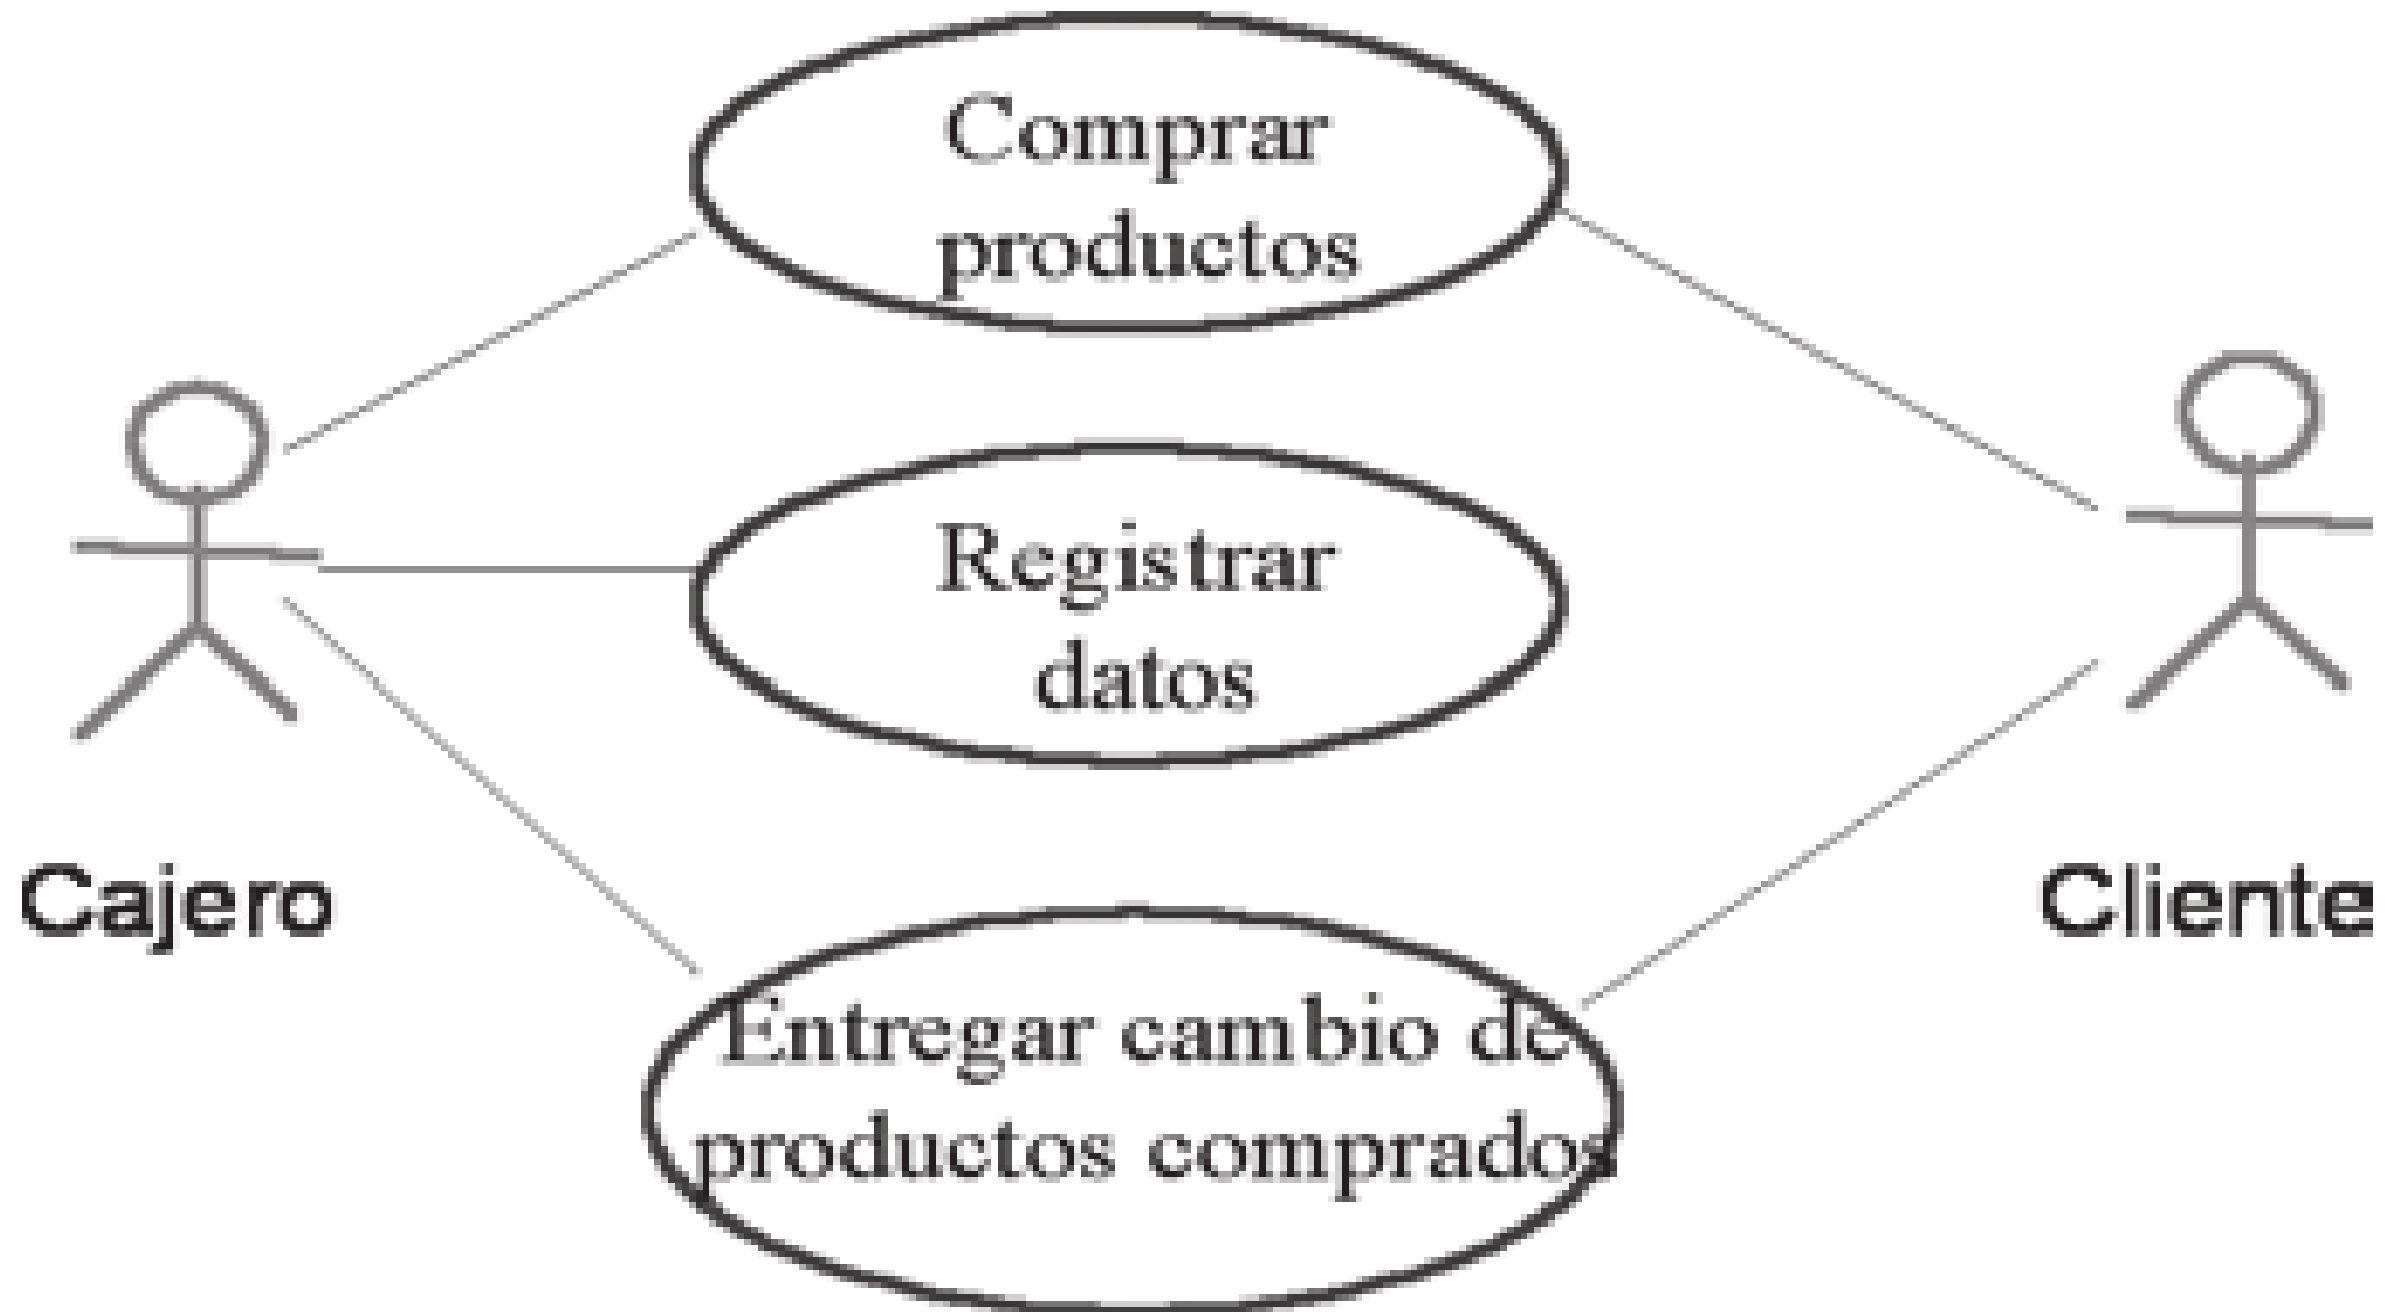 Comprar
productos
Registrar
datos
Cajero
Cliente
Entregar cambio de
productos comprados